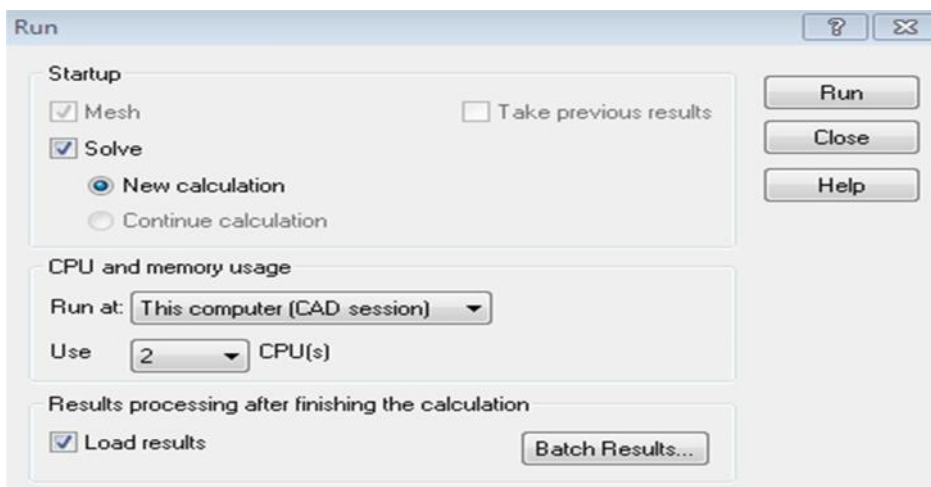 Run
Startup
Mesh
Take previous results
Solve
New calculation
Continue calculation
Run
Close
Help
CPU and memory usage
Run at: This computer (CAD session)
Use 2 CPU(s)
Results processing after finishing the calculation
Load results
Batch Results...